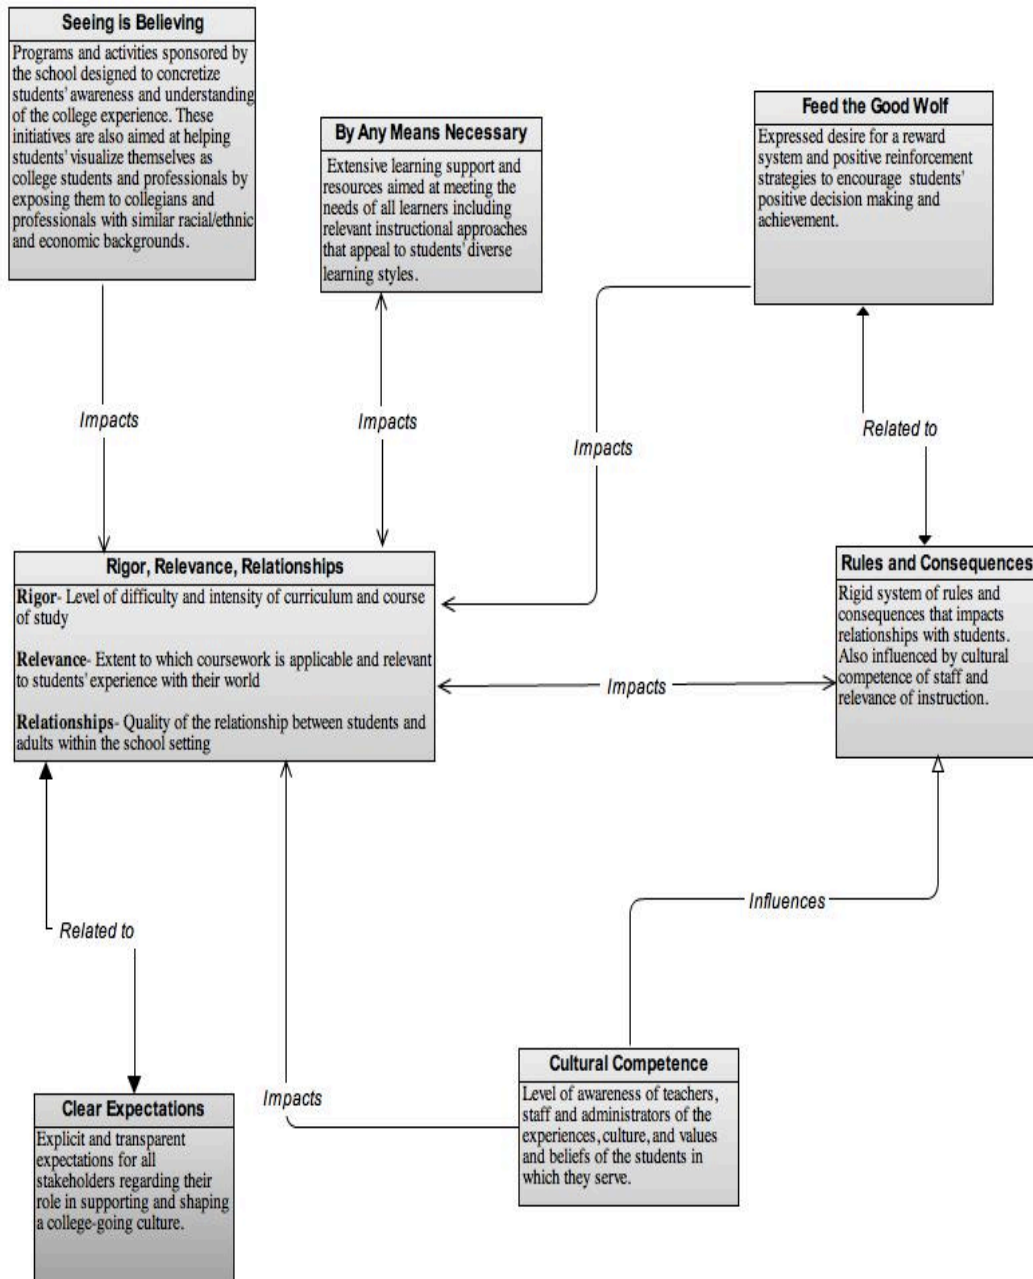 Seeing is Believing
Programs and activities sponsored by
the school designed to concretize
students' awareness and understanding
of the college experience. These
initiatives are also aimed at helping
students' visualize themselves as
college students and professionals by
exposing them to collegians and
professionals with similar racial/ethnic
and economic backgrounds.
By Any Means Necessary
Extensive learning support and
resources aimed at meeting the
needs of all learners including
relevant instructional approaches
that appeal to students' diverse
learning styles.
Feed the Good Wolf
Expressed desire for a reward
system and positive reinforcement
strategies to encourage students'
positive decision making and
achievement.
Impacts
Impacts
Impacts
Related to
Rigor, Relevance, Relationships
Rigor- Level of difficulty and intensity of curriculum and course
of study
Relevance- Extent to which coursework is applicable and relevant
to students' experience with their world
Relationships- Quality of the relationship between students and
adults within the school setting
Impacts
Rules and Consequences
Rigid system of rules and
consequences that impacts
relationships with students.
Also influenced by cultural
competence of staff and
relevance of instruction.
Related to
Influences
Impacts
Clear Expectations
Explicit and transparent
expectations for all
stakeholders regarding their
role in supporting and shaping
a college-going culture.
Cultural Competence
Level of awareness of teachers,
staff and administrators of the
experiences, culture, and values
and beliefs of the students in
which they serve.